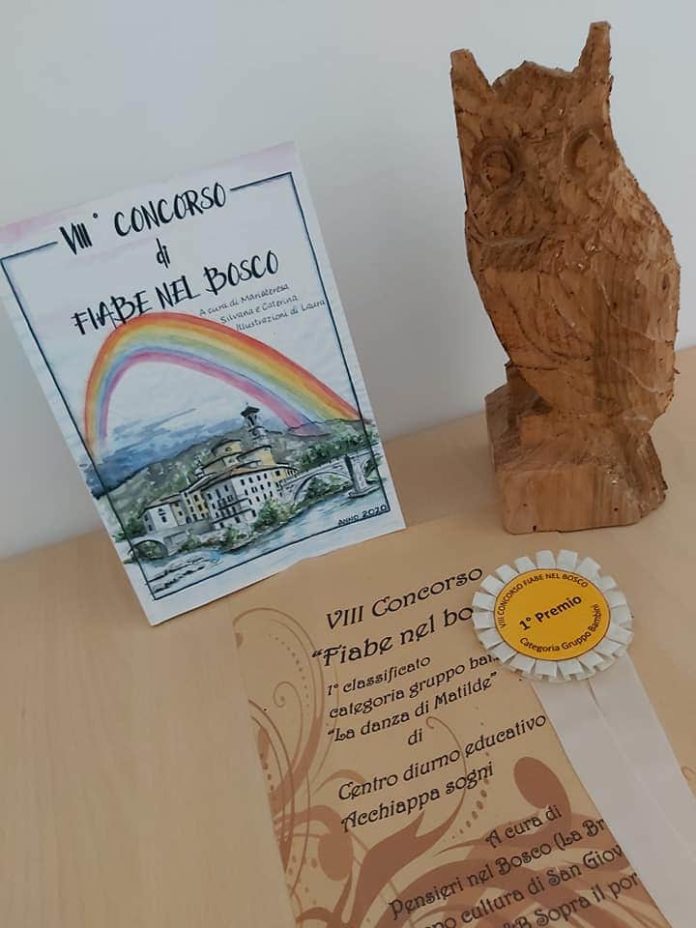 VIII° CONCORSO
di
FIABE NEL BOSCO
A cura di Mariateresa
Silvana e Caterina
Illustrazioni di Laura
ANNO 2020
VIII Concorso
"Fiabe nel bo
1° classificato
categoria gruppo bam
"La danza di Matilde"
di
Centro diurno educativo
Acchiappa sogni
A cura di
Pensieri nel Bosco (La Br
cultura di San Giov
B&B Sopra il por
VIII CONCORSO FIABE NEL BOSCO
1° Premio
Categoria Gruppo Bambini